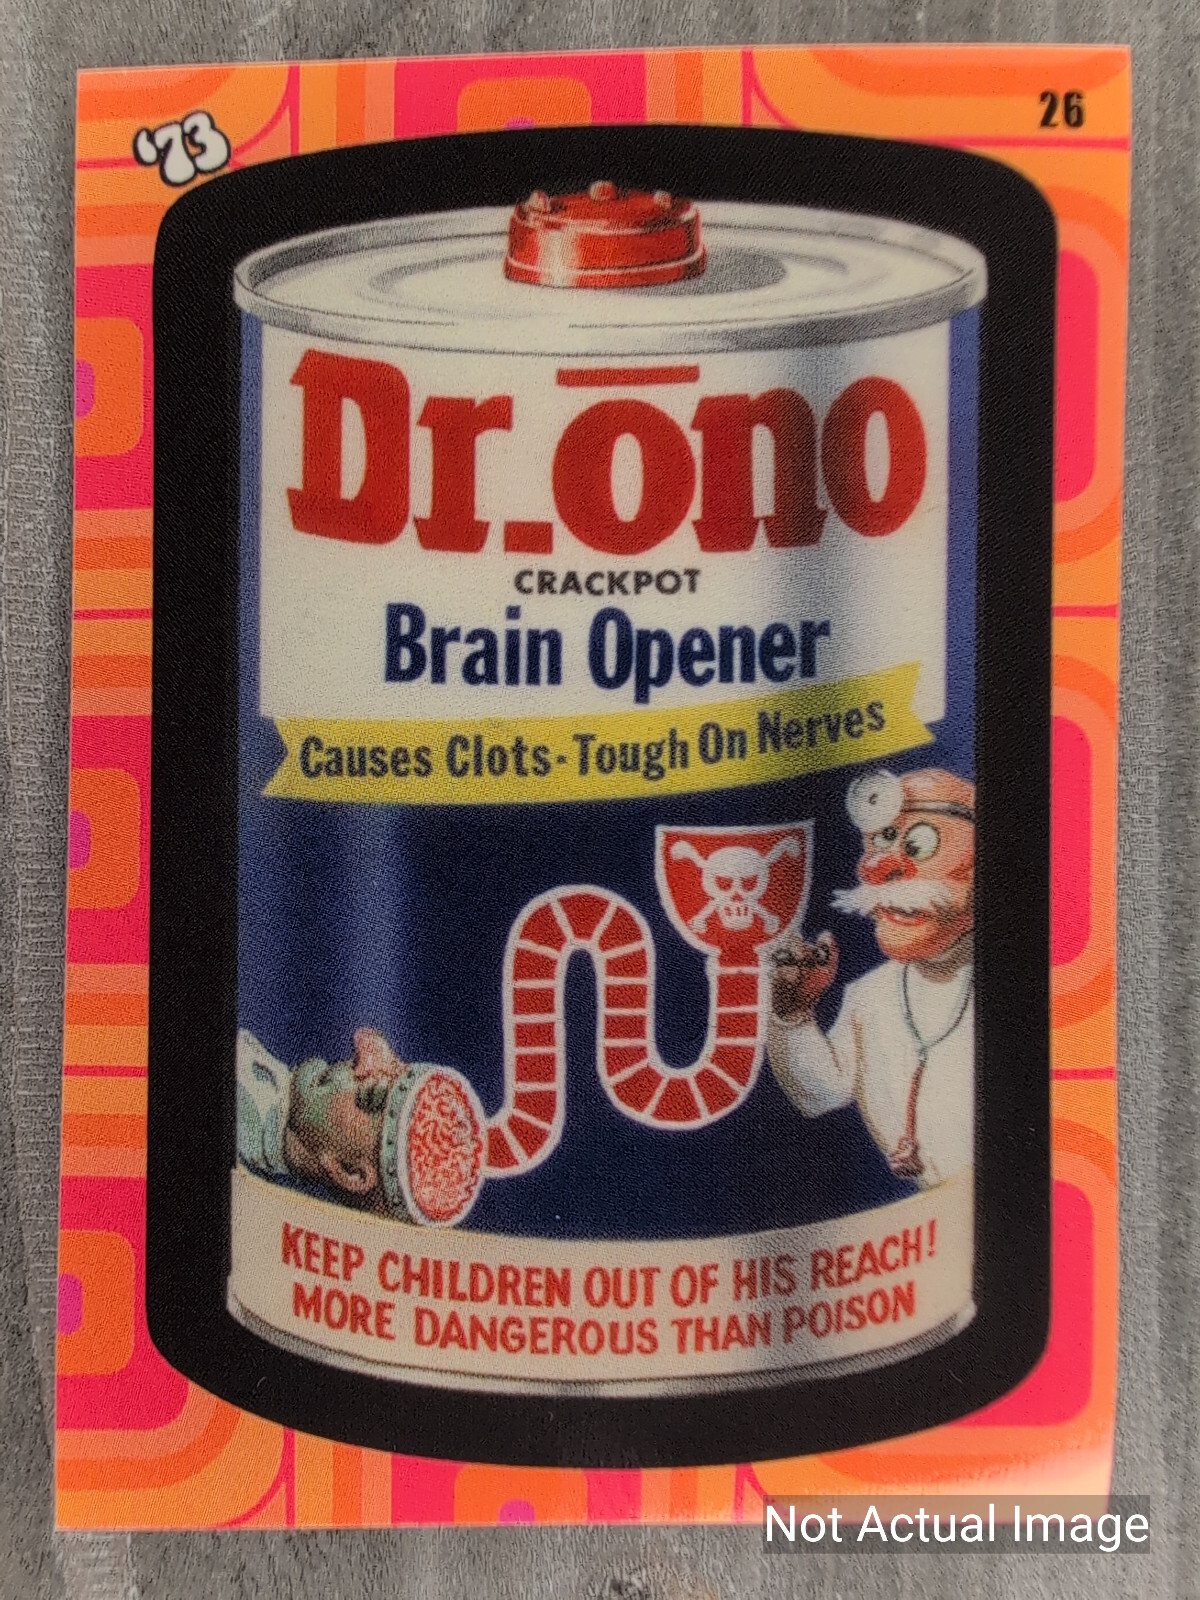 '73
26
Dr.ōno
CRACKPOT
Brain Opener
Causes Clots-Tough On Nerves
KEEP CHILDREN OUT OF HIS REACH!
MORE DANGEROUS THAN POISON
Not Actual Image